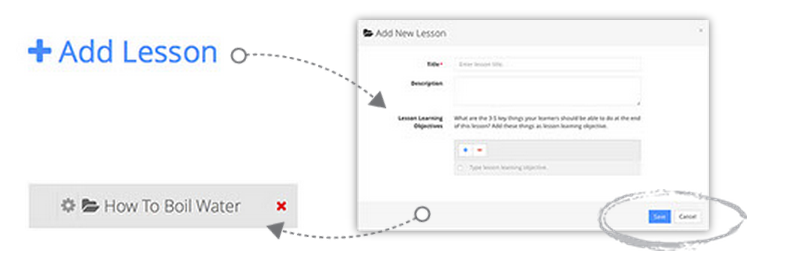 Add Lesson
Add New Lesson
Title*
Enter lesson title.
Description
Lesson Learning
Objectives
What are the 3-5 key things your learners should be able to do at the end
of this lesson? Add these things as lesson learning objective.
Type lesson learning objective.
Save Cancel
How To Boil Water